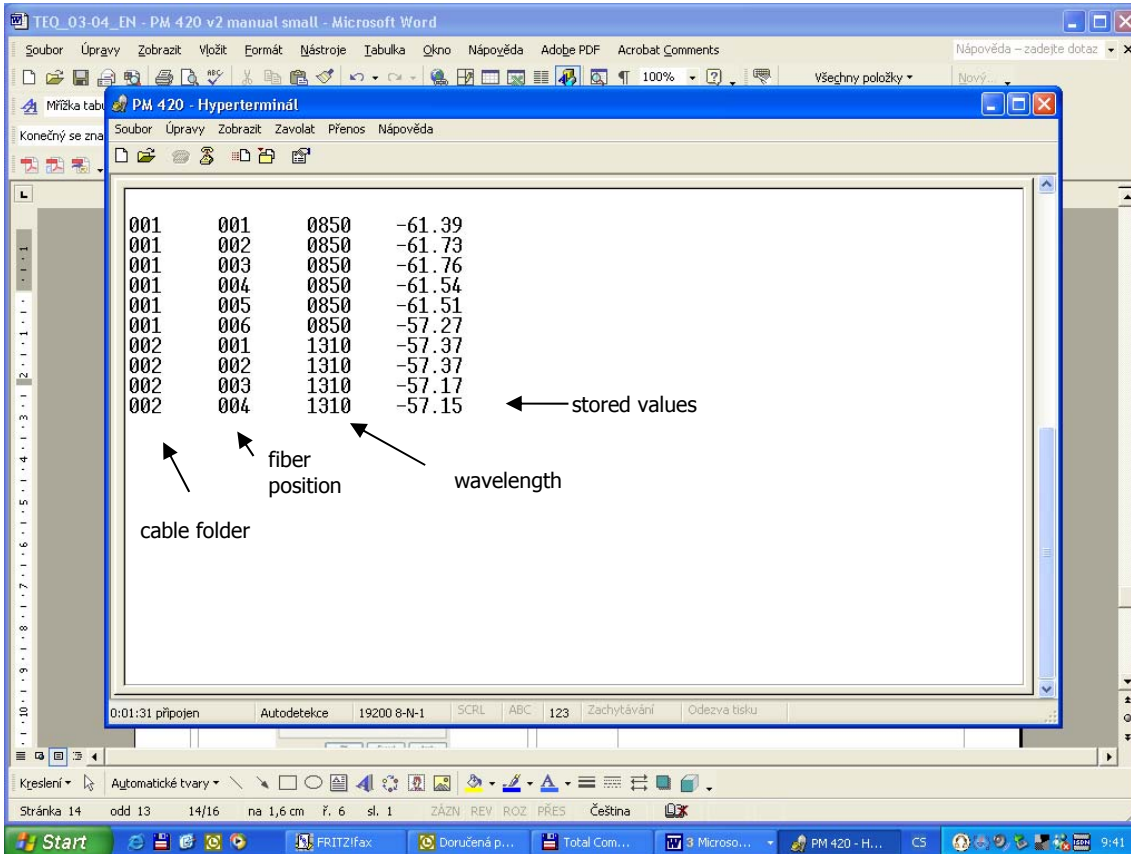 TEQ_03-04_EN - PM 420 v2 manual small - Microsoft Word
Soubor Úpravy Zobrazit Vložit Formát Nástroje Tabulka Okno Nápověda Adobe PDF Acrobat Comments Nápověda – zadejte dotaz
100% Všechny položky Nový...
Mřížka tabu
Konečný se zna
PM 420 - Hyperterminál
Soubor Úpravy Zobrazit Zavolat Přenos Nápověda
001 001 0850 -61.39
001 002 0850 -61.73
001 003 0850 -61.76
001 004 0850 -61.54
001 005 0850 -61.51
001 006 0850 -57.27
002 001 1310 -57.37
002 002 1310 -57.37
002 003 1310 -57.17
002 004 1310 -57.15
stored values
fiber
position
wavelength
cable folder
0:01:31 připojen Autodetekce 19200 8-N-1 SCRL ABC 123 Zachytávání Odezva tisku
Kreslení Automatické tvary
Stránka 14 odd 13 14/16 na 1,6 cm ř. 6 sl. 1 ZÁZN REV ROZ PŘES Čeština
Start FRITZ!fax Doručená p... Total Com... 3 Microso... PM 420 - H... CS 9:41